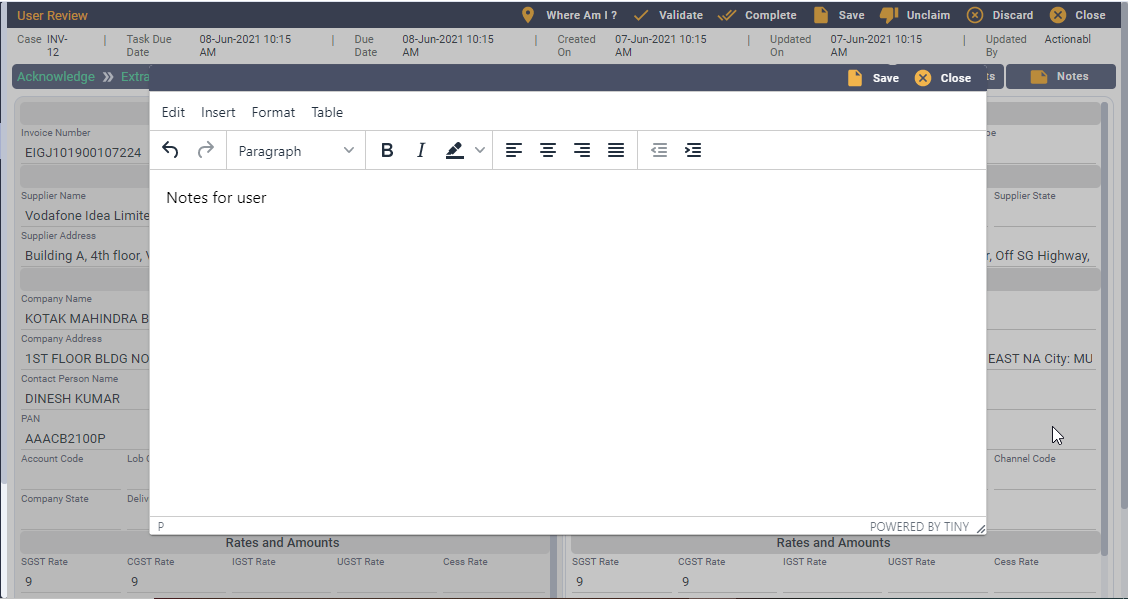 User Review
Where Am I ? Validate Complete Save Unclaim Discard Close
Case INV-12 | Task Due Date 08-Jun-2021 10:15 AM | Due Date 08-Jun-2021 10:15 AM | Created On 07-Jun-2021 10:15 AM | Updated On 07-Jun-2021 10:15 AM | Updated By Actionabl
Acknowledge Extra
Notes
Save Close
Edit Insert Format Table
Paragraph B I
Notes for user
P
POWERED BY TINY
Invoice Number
EIGJ101900107224
Supplier Name Supplier State
Vodafone Idea Limite
Supplier Address
Building A, 4th floor, r, Off SG Highway,
Company Name
KOTAK MAHINDRA B
Company Address
1ST FLOOR BLDG NO EAST NA City: MU
Contact Person Name
DINESH KUMAR
PAN
AAACB2100P
Account Code Lob Channel Code
Company State Deliv
Rates and Amounts Rates and Amounts
SGST Rate CGST Rate IGST Rate UGST Rate Cess Rate SGST Rate CGST Rate IGST Rate UGST Rate Cess Rate
9 9 9 9